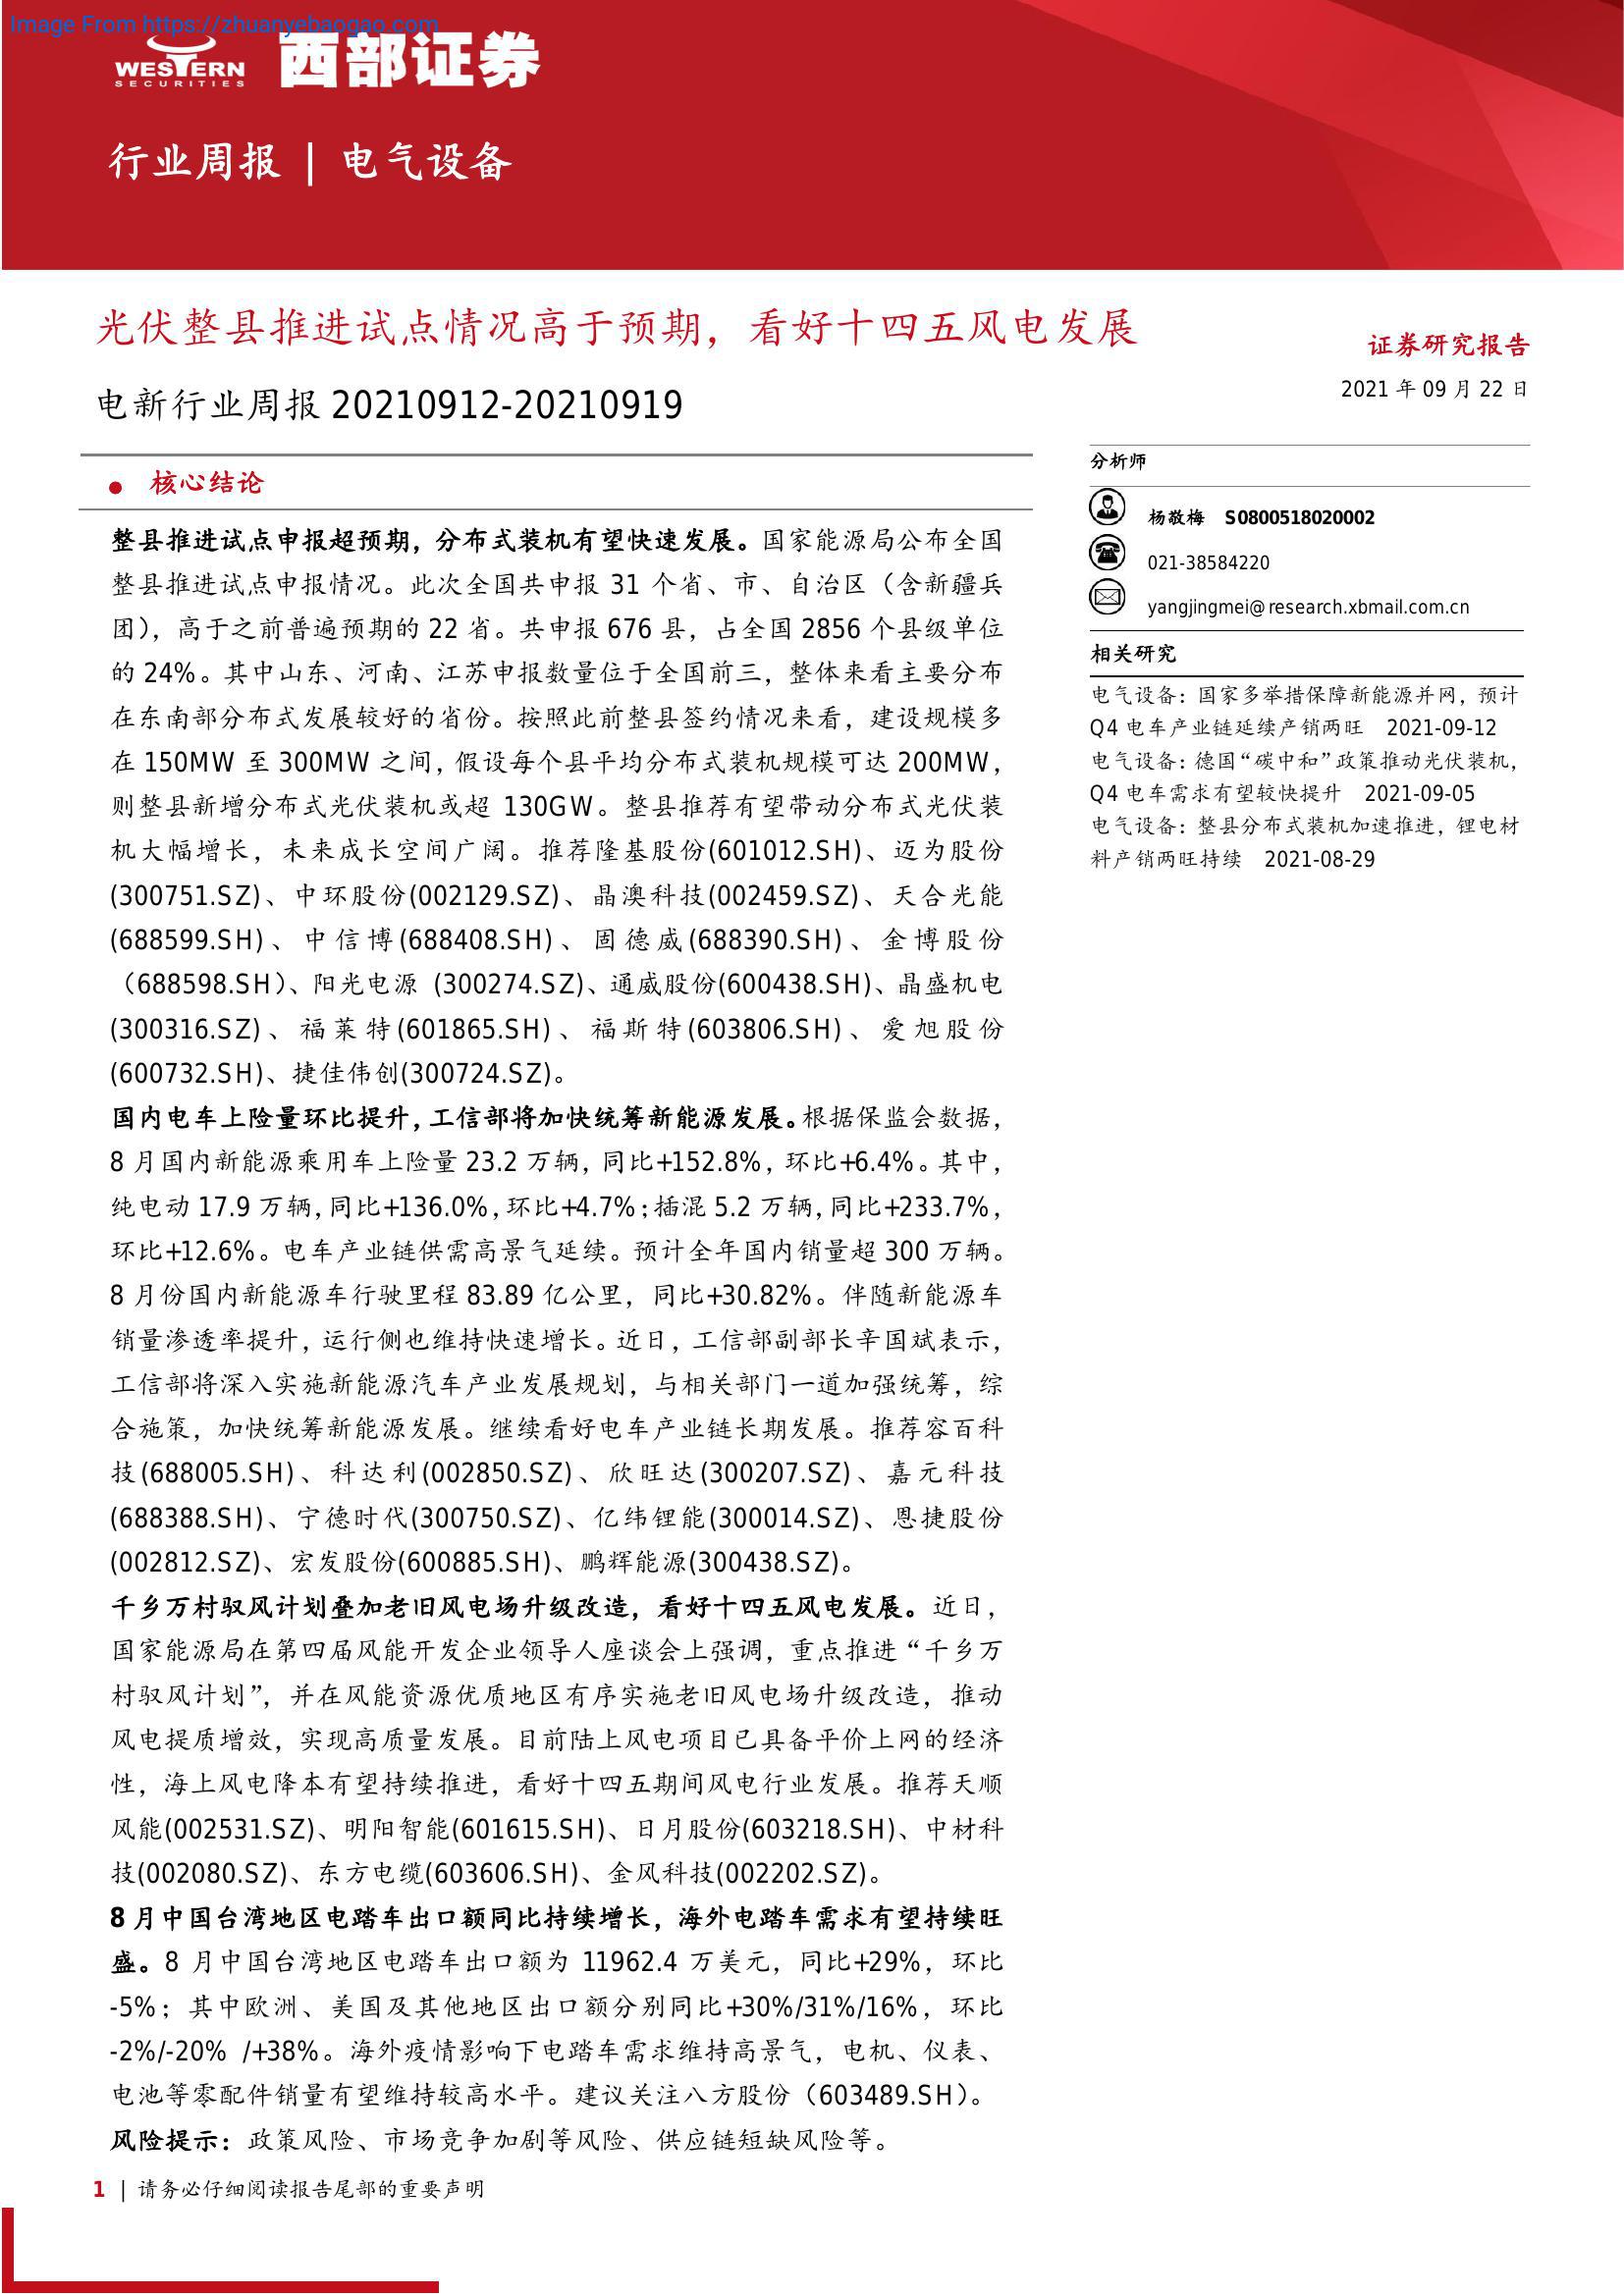 Image From https://zhuanyebaogao.com
WESTERN
SECURITIES
西部证券
行业周报 | 电气设备
光伏整县推进试点情况高于预期，看好十四五风电发展
电新行业周报 20210912-20210919
● 核心结论
整县推进试点申报超预期，分布式装机有望快速发展。国家能源局公布全国
整县推进试点申报情况。此次全国共申报 31 个省、市、自治区（含新疆兵
团），高于之前普遍预期的 22 省。共申报 676 县，占全国 2856 个县级单位
的 24%。其中山东、河南、江苏申报数量位于全国前三，整体来看主要分布
在东南部分布式发展较好的省份。按照此前整县签约情况来看，建设规模多
在 150MW 至 300MW 之间，假设每个县平均分布式装机规模可达 200MW，
则整县新增分布式光伏装机或超 130GW。整县推荐有望带动分布式光伏装
机大幅增长，未来成长空间广阔。推荐隆基股份(601012.SH)、迈为股份
(300751.SZ)、中环股份(002129.SZ)、晶澳科技(002459.SZ)、天合光能
(688599.SH)、中信博(688408.SH)、固德威(688390.SH)、金博股份
（688598.SH）、阳光电源 (300274.SZ)、通威股份(600438.SH)、晶盛机电
(300316.SZ)、福莱特(601865.SH)、福斯特(603806.SH)、爱旭股份
(600732.SH)、捷佳伟创(300724.SZ)。
国内电车上险量环比提升，工信部将加快统筹新能源发展。根据保监会数据，
8 月国内新能源乘用车上险量 23.2 万辆，同比+152.8%，环比+6.4%。其中，
纯电动 17.9 万辆，同比+136.0%，环比+4.7%；插混 5.2 万辆，同比+233.7%，
环比+12.6%。电车产业链供需高景气延续。预计全年国内销量超 300 万辆。
8 月份国内新能源车行驶里程 83.89 亿公里，同比+30.82%。伴随新能源车
销量渗透率提升，运行侧也维持快速增长。近日，工信部副部长辛国斌表示，
工信部将深入实施新能源汽车产业发展规划，与相关部门一道加强统筹，综
合施策，加快统筹新能源发展。继续看好电车产业链长期发展。推荐容百科
技(688005.SH)、科达利(002850.SZ)、欣旺达(300207.SZ)、嘉元科技
(688388.SH)、宁德时代(300750.SZ)、亿纬锂能(300014.SZ)、恩捷股份
(002812.SZ)、宏发股份(600885.SH)、鹏辉能源(300438.SZ)。
千乡万村驭风计划叠加老旧风电场升级改造，看好十四五风电发展。近日，
国家能源局在第四届风能开发企业领导人座谈会上强调，重点推进“千乡万
村驭风计划”，并在风能资源优质地区有序实施老旧风电场升级改造，推动
风电提质增效，实现高质量发展。目前陆上风电项目已具备平价上网的经济
性，海上风电降本有望持续推进，看好十四五期间风电行业发展。推荐天顺
风能(002531.SZ)、明阳智能(601615.SH)、日月股份(603218.SH)、中材科
技(002080.SZ)、东方电缆(603606.SH)、金风科技(002202.SZ)。
8 月中国台湾地区电踏车出口额同比持续增长，海外电踏车需求有望持续旺
盛。8 月中国台湾地区电踏车出口额为 11962.4 万美元，同比+29%，环比
-5%；其中欧洲、美国及其他地区出口额分别同比+30%/31%/16%，环比
-2%/-20% /+38%。海外疫情影响下电踏车需求维持高景气，电机、仪表、
电池等零配件销量有望维持较高水平。建议关注八方股份（603489.SH）。
风险提示：政策风险、市场竞争加剧等风险、供应链短缺风险等。
证券研究报告
2021 年 09 月 22 日
分析师
杨敬梅 S0800518020002
021-38584220
yangjingmei@research.xbmail.com.cn
相关研究
电气设备：国家多举措保障新能源并网，预计
Q4 电车产业链延续产销两旺 2021-09-12
电气设备：德国“碳中和”政策推动光伏装机，
Q4 电车需求有望较快提升 2021-09-05
电气设备：整县分布式装机加速推进，锂电材
料产销两旺持续 2021-08-29
1 | 请务必仔细阅读报告尾部的重要声明